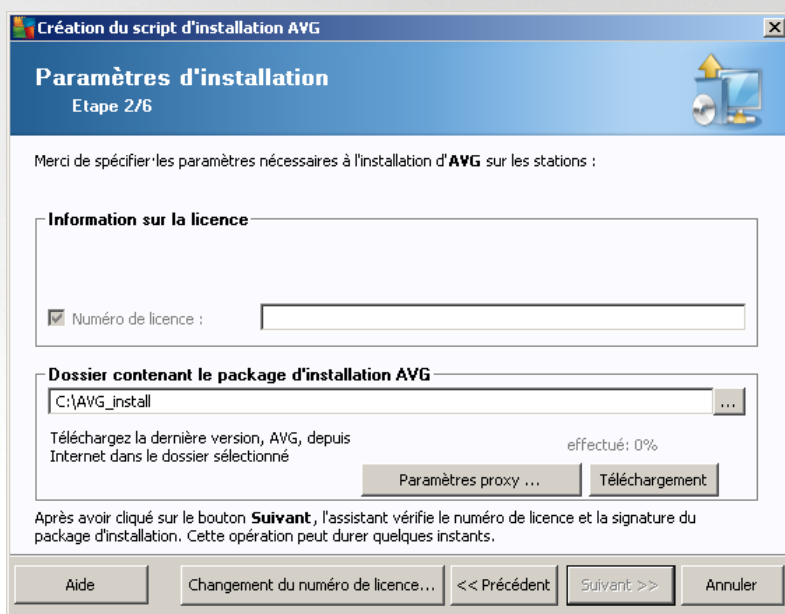 Création du script d'installation AVG
Paramètres d'installation
Etape 2/6
Merci de spécifier·les paramètres nécessaires à l'installation d'AVG sur les stations :
Information sur la licence
Numéro de licence :
Dossier contenant le package d'installation AVG
C:\AVG_install
...
Téléchargez la dernière version, AVG, depuis
Internet dans le dossier sélectionné
effectué: 0%
Paramètres proxy ...
Téléchargement
Après avoir cliqué sur le bouton Suivant, l'assistant vérifie le numéro de licence et la signature du
package d'installation. Cette opération peut durer quelques instants.
Aide
Changement du numéro de licence...
<< Précédent
Suivant >>
Annuler